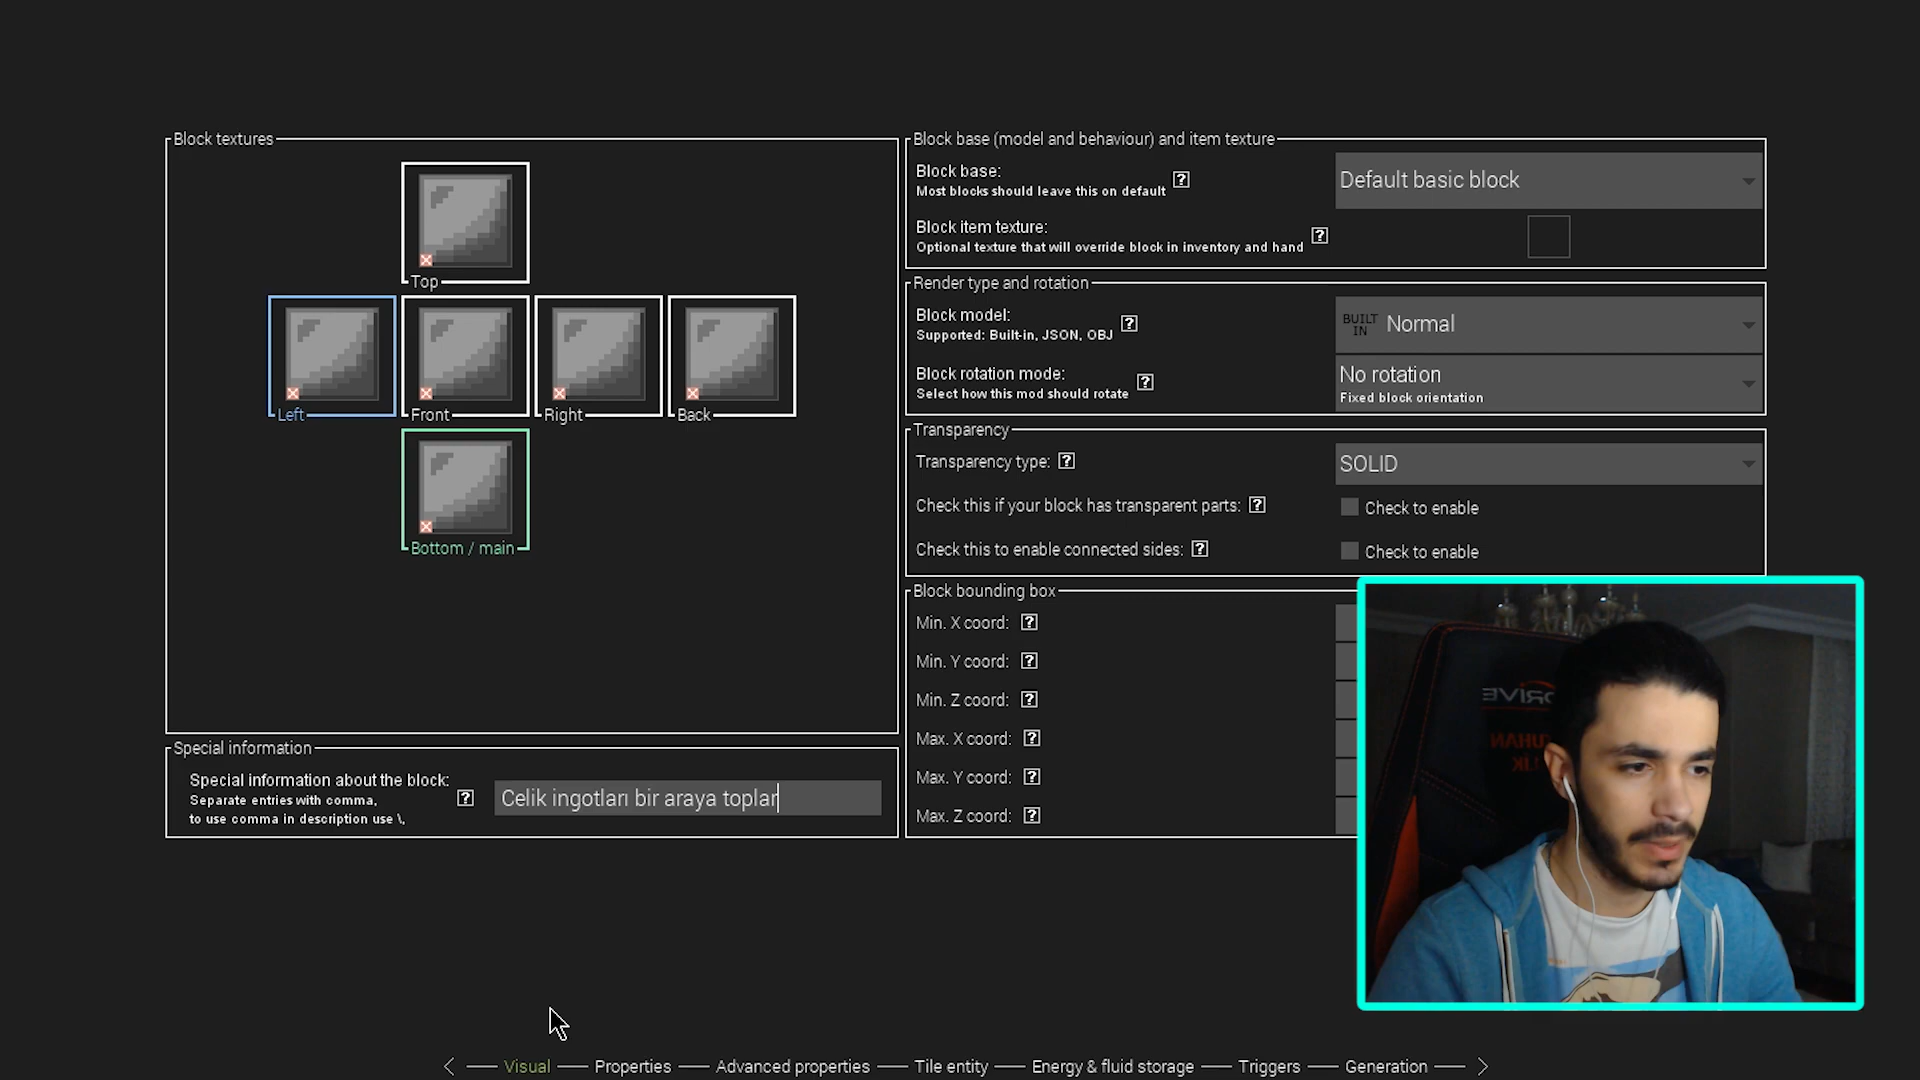 Block textures
Top
Left
Front
Right
Back
Bottom / main
Special information
Special information about the block:
Separate entries with comma,
to use comma in description use \,
?
Celik ingotları bir araya toplar
Block base (model and behaviour) and item texture
Block base:
Most blocks should leave this on default
?
Default basic block
Block item texture:
Optional texture that will override block in inventory and hand
?
Render type and rotation
Block model:
Supported: Built-in, JSON, OBJ
?
BUILT IN
Normal
Block rotation mode:
Select how this mod should rotate
?
No rotation
Fixed block orientation
Transparency
Transparency type: ?
SOLID
Check this if your block has transparent parts: ?
Check to enable
Check this to enable connected sides: ?
Check to enable
Block bounding box
Min. X coord: ?
Min. Y coord: ?
Min. Z coord: ?
Max. X coord: ?
Max. Y coord: ?
Max. Z coord: ?
Visual
Properties
Advanced properties
Tile entity
Energy & fluid storage
Triggers
Generation